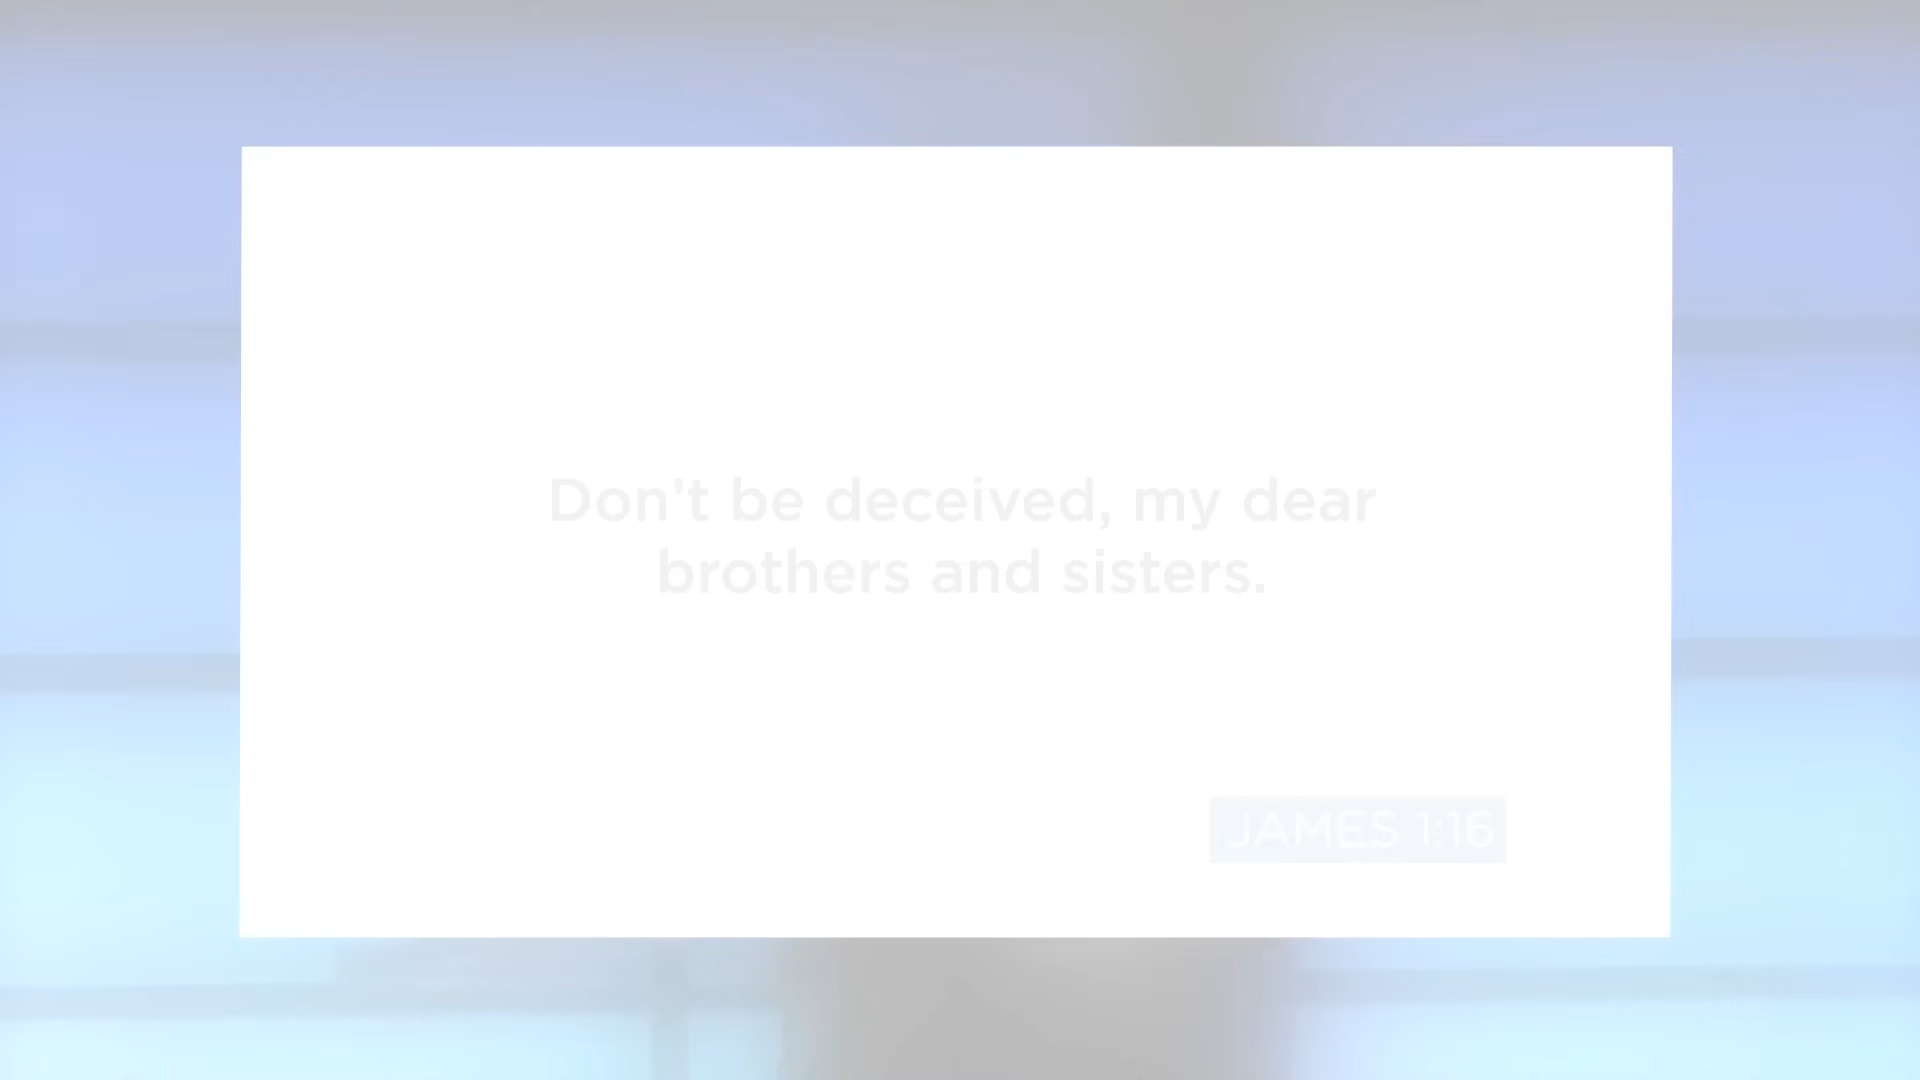 Don’t be deceived, my dear
brothers and sisters.
JAMES 1:16